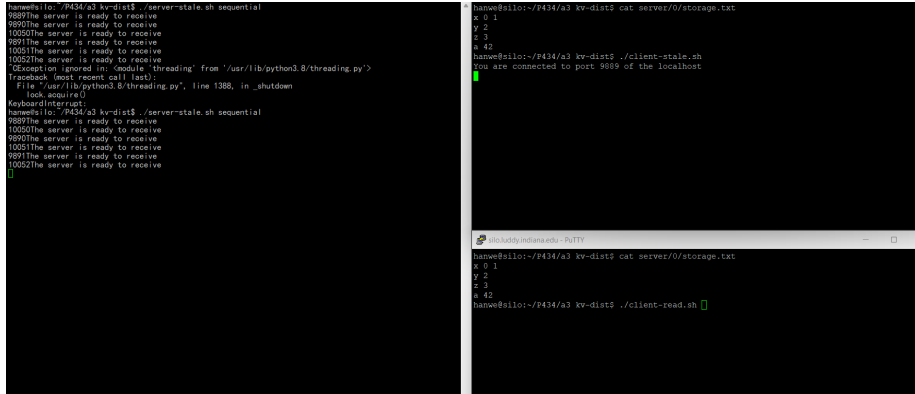 hanwe@silo:~/P434/a3 kv-dist$ ./server-stale.sh sequential
9889The server is ready to receive
9890The server is ready to receive
10050The server is ready to receive
9891The server is ready to receive
10051The server is ready to receive
10052The server is ready to receive
^CException ignored in: <module 'threading' from '/usr/lib/python3.8/threading.py'>
Traceback (most recent call last):
  File "/usr/lib/python3.8/threading.py", line 1388, in _shutdown
    lock.acquire()
KeyboardInterrupt:
hanwe@silo:~/P434/a3 kv-dist$ ./server-stale.sh sequential
9889The server is ready to receive
10050The server is ready to receive
9890The server is ready to receive
10051The server is ready to receive
9891The server is ready to receive
10052The server is ready to receive
hanwe@silo:~/P434/a3 kv-dist$ cat server/0/storage.txt
x 0 1
y 2
z 3
a 42
hanwe@silo:~/P434/a3 kv-dist$ ./client-stale.sh
You are connected to port 9889 of the localhost
silo.luddy.indiana.edu - PuTTY
hanwe@silo:~/P434/a3 kv-dist$ cat server/0/storage.txt
x 0 1
y 2
z 3
a 42
hanwe@silo:~/P434/a3 kv-dist$ ./client-read.sh